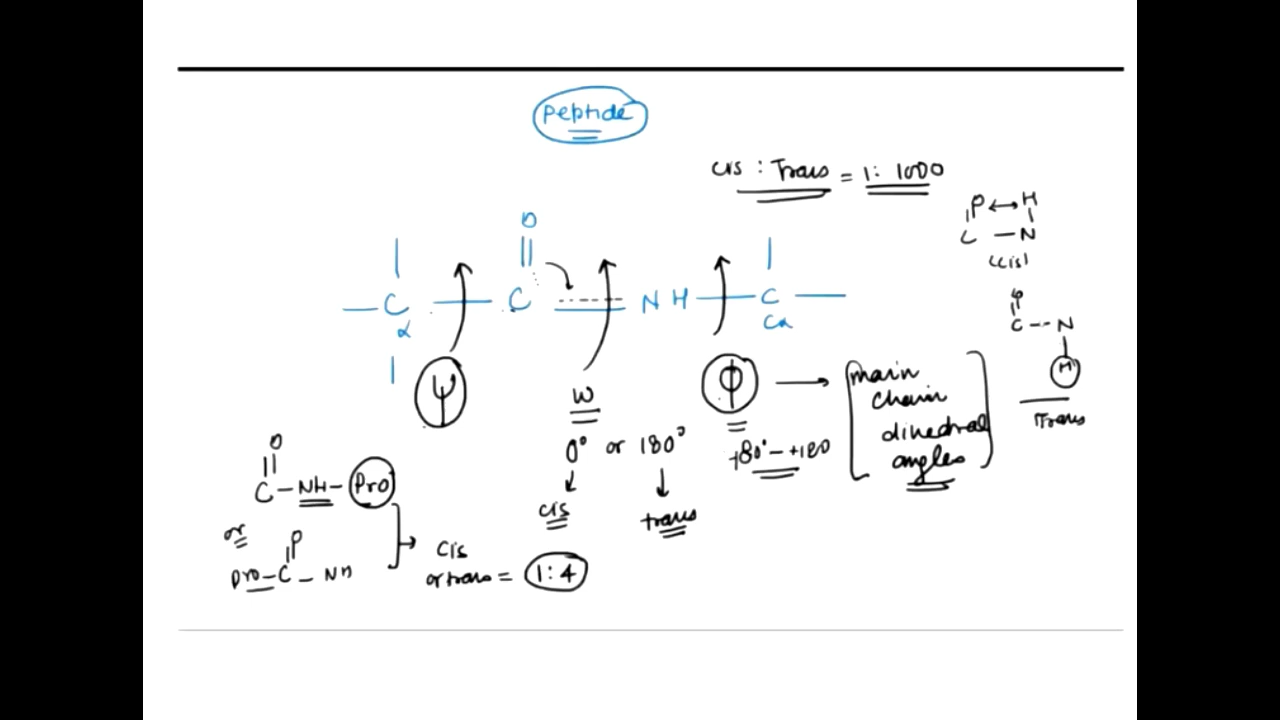 Peptide
cis : Trans = 1: 1000
O H
C — N
(cis)
O
— C — C ---- N H — C —
α Cα
O
C -- N
H
Trans
ψ
ω
0° or 180°
cis trans
ϕ
-180° - +180
main
chain
dihedral
angles
O
C - NH - Pro
or
O
Pro - C - NH
cis
or trans = 1:4